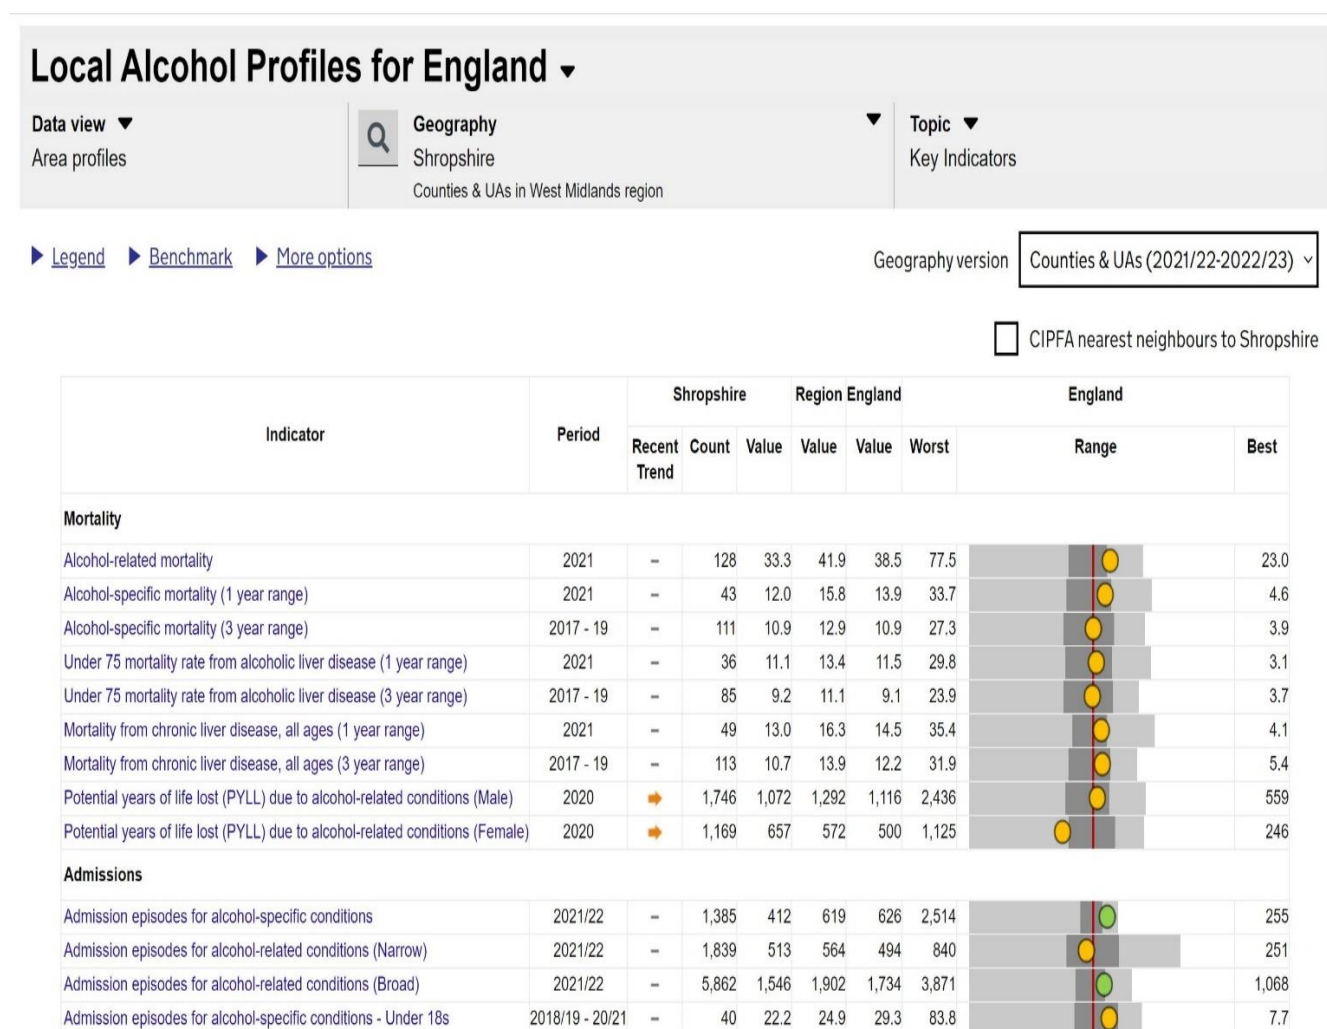 Local Alcohol Profiles for England
Data view
Area profiles
Geography
Shropshire
Counties & UAs in West Midlands region
Topic
Key Indicators
Legend Benchmark More options
Geography version Counties & UAs (2021/22-2022/23)
CIPFA nearest neighbours to Shropshire
Shropshire Region England England
Indicator Period Recent Trend Count Value Value Value Worst Range Best
Mortality
Alcohol-related mortality 2021 – 128 33.3 41.9 38.5 77.5 23.0
Alcohol-specific mortality (1 year range) 2021 – 43 12.0 15.8 13.9 33.7 4.6
Alcohol-specific mortality (3 year range) 2017 - 19 – 111 10.9 12.9 10.9 27.3 3.9
Under 75 mortality rate from alcoholic liver disease (1 year range) 2021 – 36 11.1 13.4 11.5 29.8 3.1
Under 75 mortality rate from alcoholic liver disease (3 year range) 2017 - 19 – 85 9.2 11.1 9.1 23.9 3.7
Mortality from chronic liver disease, all ages (1 year range) 2021 – 49 13.0 16.3 14.5 35.4 4.1
Mortality from chronic liver disease, all ages (3 year range) 2017 - 19 – 113 10.7 13.9 12.2 31.9 5.4
Potential years of life lost (PYLL) due to alcohol-related conditions (Male) 2020 1,746 1,072 1,292 1,116 2,436 559
Potential years of life lost (PYLL) due to alcohol-related conditions (Female) 2020 1,169 657 572 500 1,125 246
Admissions
Admission episodes for alcohol-specific conditions 2021/22 – 1,385 412 619 626 2,514 255
Admission episodes for alcohol-related conditions (Narrow) 2021/22 – 1,839 513 564 494 840 251
Admission episodes for alcohol-related conditions (Broad) 2021/22 – 5,862 1,546 1,902 1,734 3,871 1,068
Admission episodes for alcohol-specific conditions - Under 18s 2018/19 - 20/21 – 40 22.2 24.9 29.3 83.8 7.7